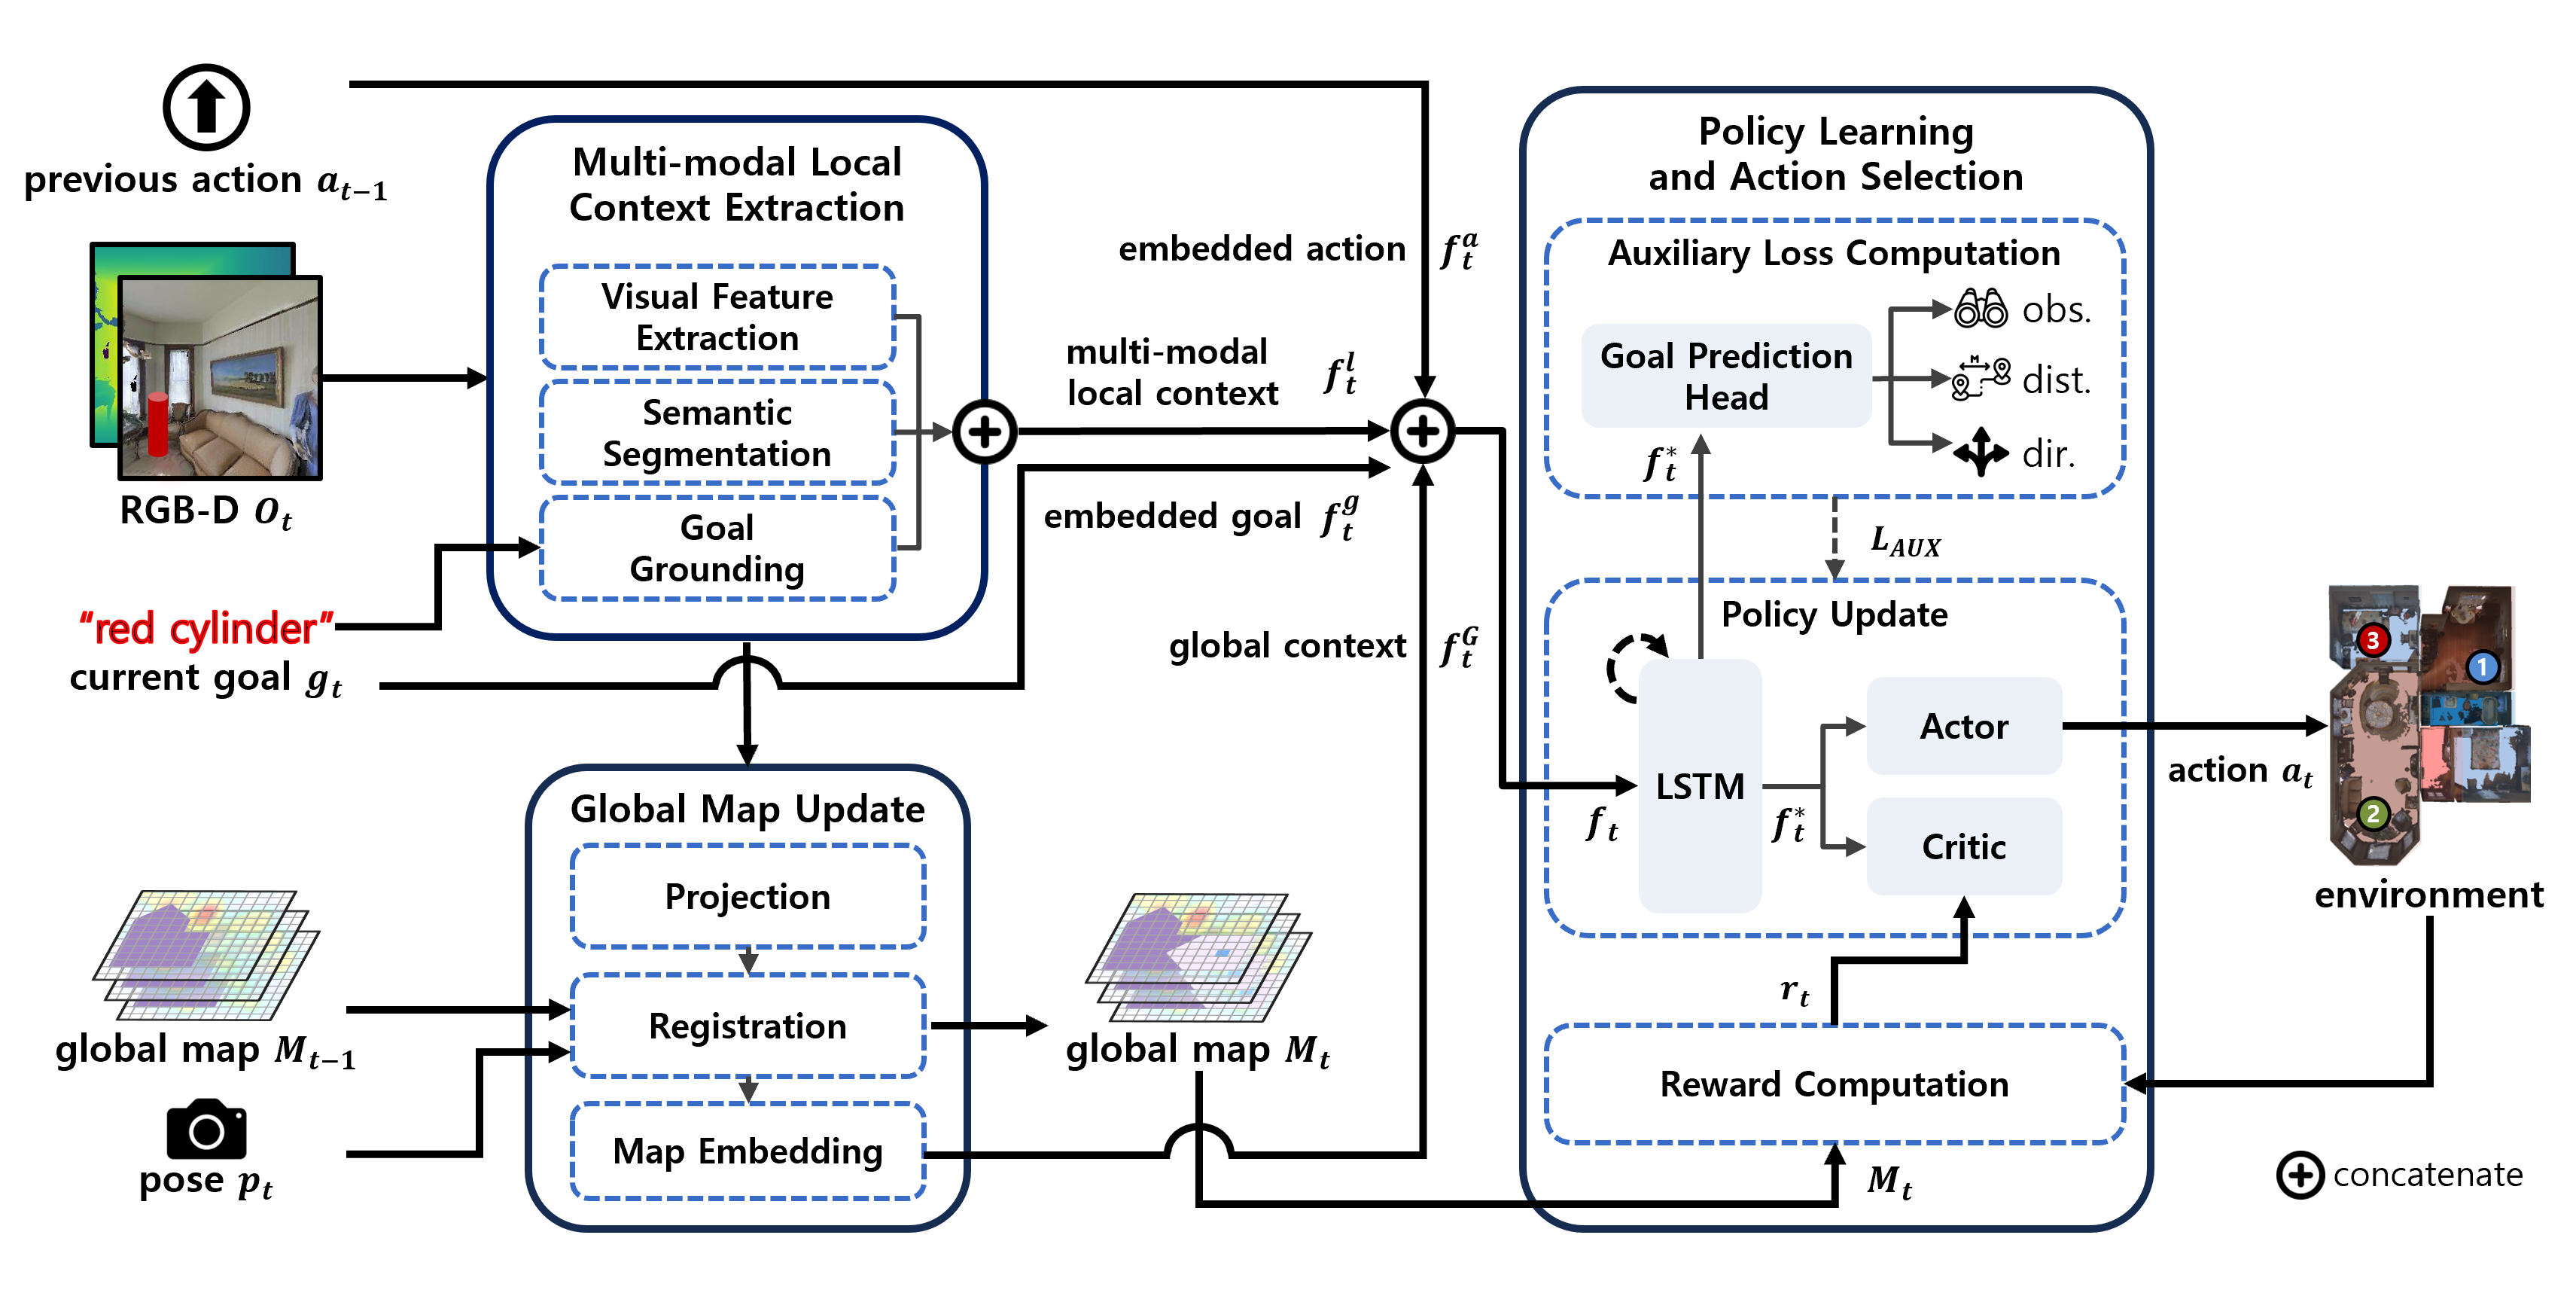 previous action a_{t−1}
RGB-D O_t
“red cylinder”
current goal g_t
global map M_{t−1}
pose p_t
Multi-modal Local
Context Extraction
Visual Feature
Extraction
Semantic
Segmentation
Goal
Grounding
Global Map Update
Projection
Registration
Map Embedding
embedded action f_t^a
multi-modal
local context f_t^l
embedded goal f_t^g
global context f_t^G
global map M_t
Policy Learning
and Action Selection
Auxiliary Loss Computation
Goal Prediction
Head
obs.
dist.
M
dir.
f_t^*
L_{AUX}
Policy Update
LSTM
f_t
f_t^*
Actor
Critic
r_t
Reward Computation
M_t
action a_t
3
1
2
environment
concatenate